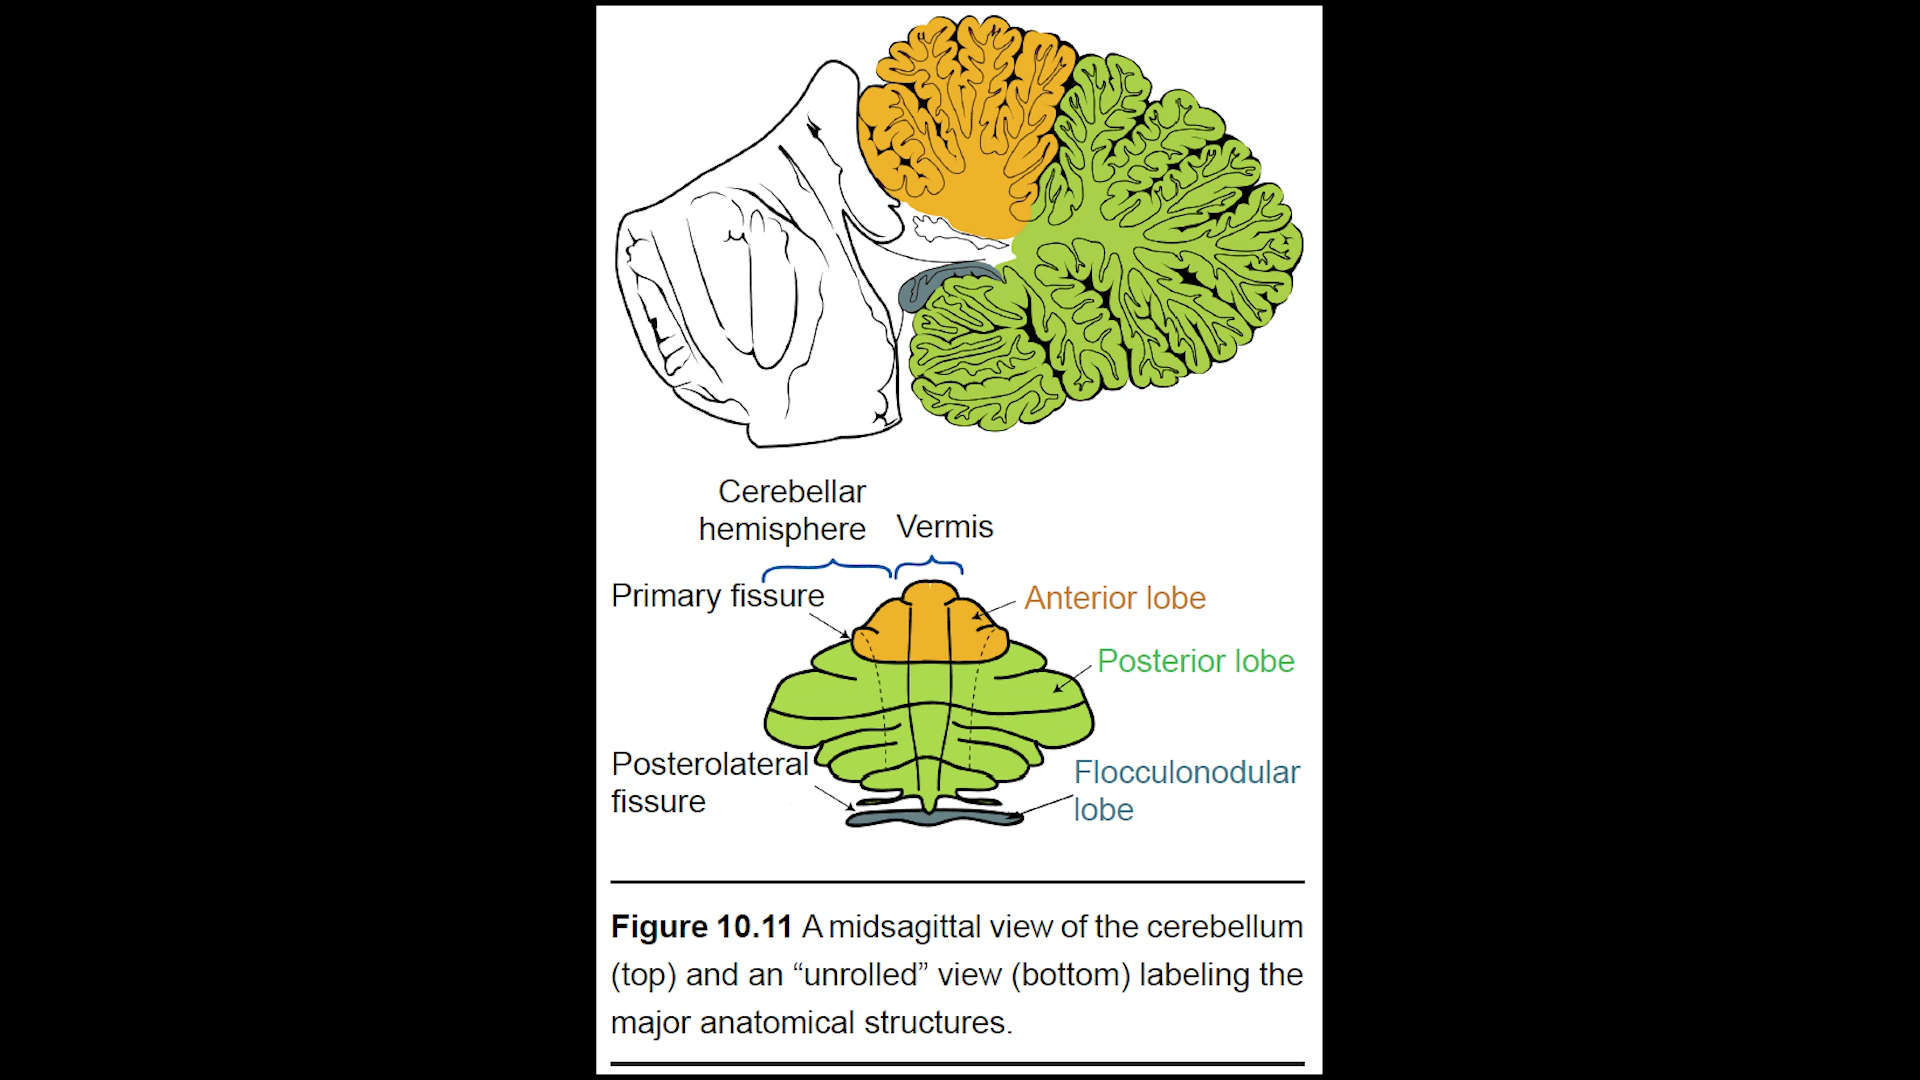 Cerebellar
hemisphere
Vermis
Primary fissure
Anterior lobe
Posterior lobe
Posterolateral
fissure
Flocculonodular
lobe
Figure 10.11 A midsagittal view of the cerebellum
(top) and an “unrolled” view (bottom) labeling the
major anatomical structures.